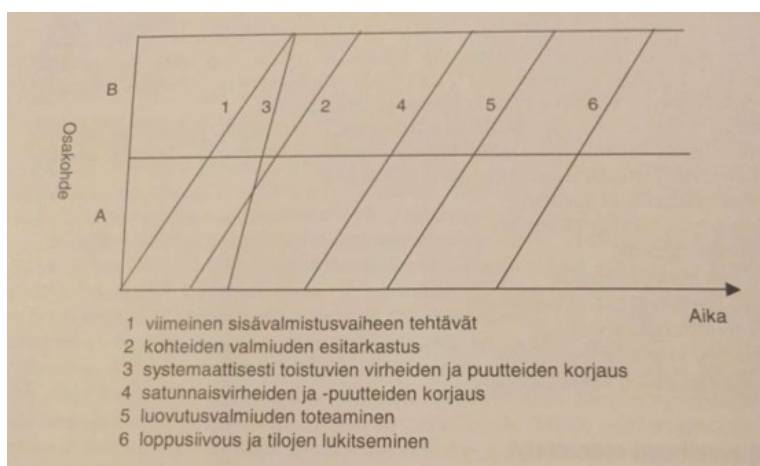 B
1
3
2
4
5
6
Osakohde
A
Aika
1 viimeinen sisävalmistusvaiheen tehtävät
2 kohteiden valmiuden esitarkastus
3 systemaattisesti toistuvien virheiden ja puutteiden korjaus
4 satunnaisvirheiden ja -puutteiden korjaus
5 luovutusvalmiuden toteaminen
6 loppusiivous ja tilojen lukitseminen